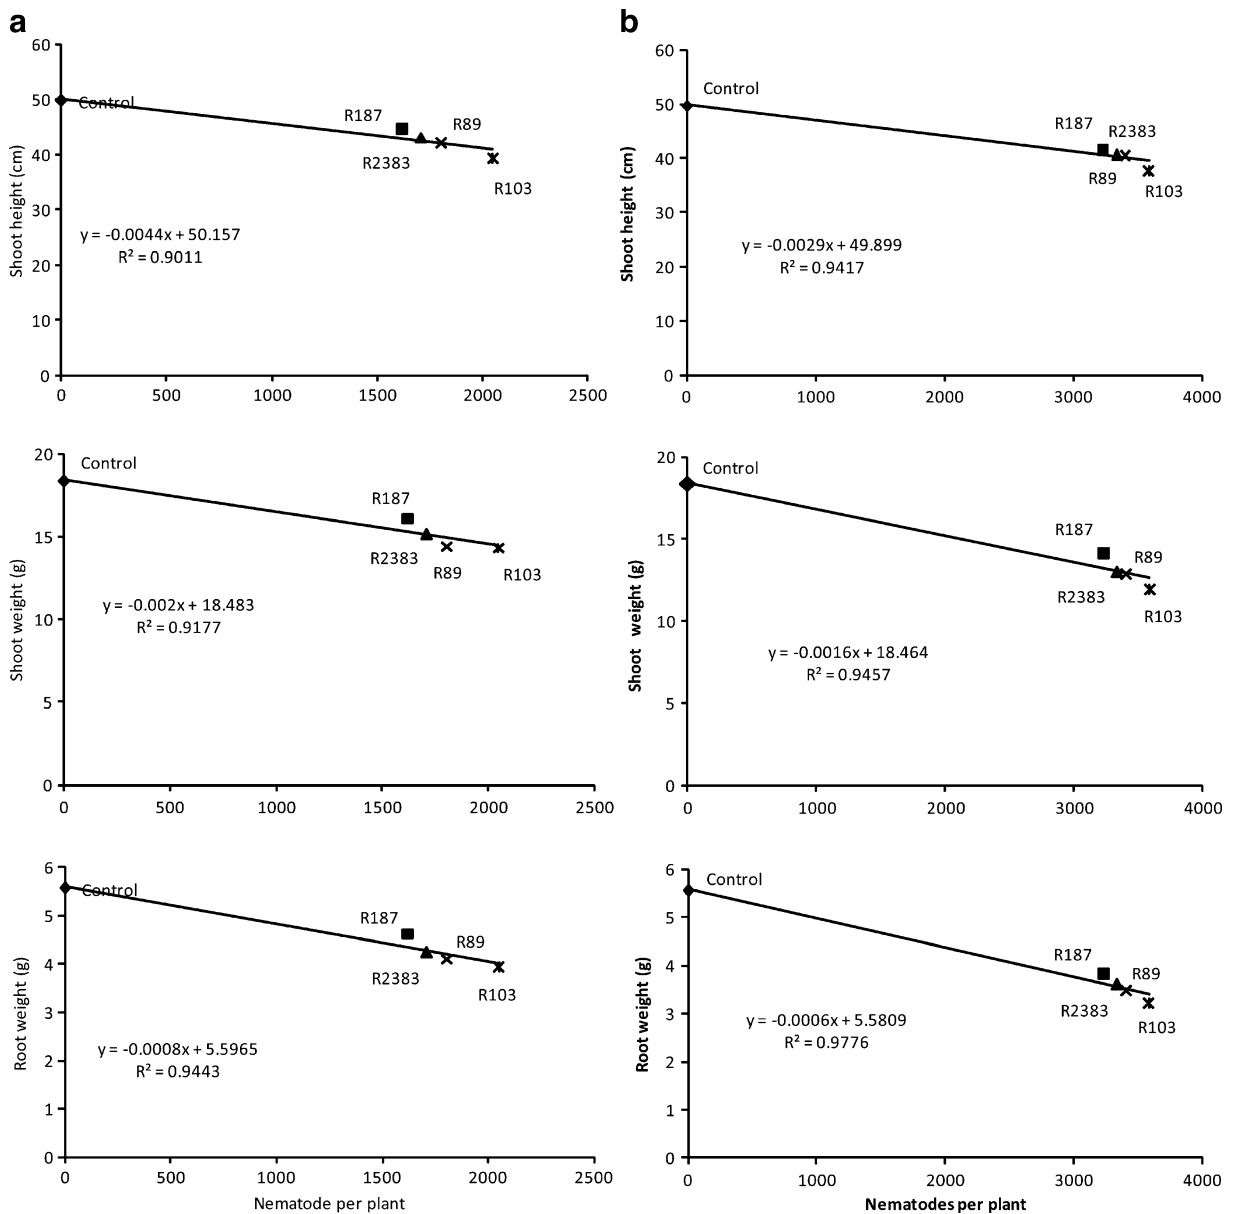 a
60
50
40
30
20
10
0
Shoot height (cm)
Control
R187
R89
R2383
R103
y = -0.0044x + 50.157
R² = 0.9011
0 500 1000 1500 2000 2500
b
60
50
40
30
20
10
0
Shoot height (cm)
Control
R187
R2383
R89
R103
y = -0.0029x + 49.899
R² = 0.9417
0 1000 2000 3000 4000
20
15
10
5
0
Shoot weight (g)
Control
R187
R2383
R89
R103
y = -0.002x + 18.483
R² = 0.9177
0 500 1000 1500 2000 2500
20
15
10
5
0
Shoot weight (g)
Control
R187
R89
R2383
R103
y = -0.0016x + 18.464
R² = 0.9457
0 1000 2000 3000 4000
6
5
4
3
2
1
0
Root weight (g)
Control
R187
R89
R2383
R103
y = -0.0008x + 5.5965
R² = 0.9443
0 500 1000 1500 2000 2500
Nematode per plant
6
5
4
3
2
1
0
Root weight (g)
Control
R187
R89
R2383
R103
y = -0.0006x + 5.5809
R² = 0.9776
0 1000 2000 3000 4000
Nematodes per plant